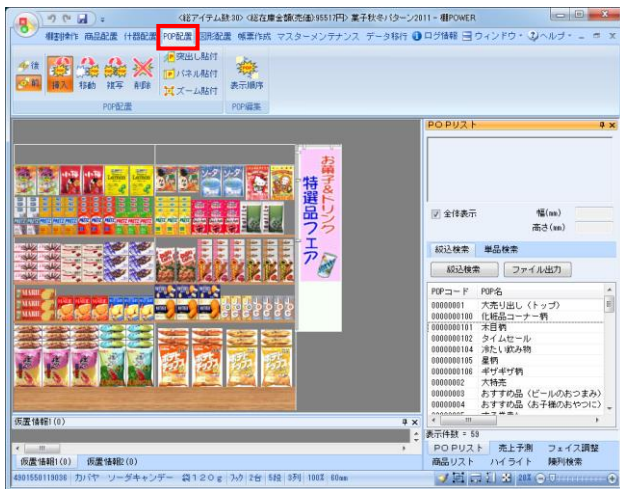 <総アイテム数:30> <総在庫金額(売価):95517円> 菓子秋冬パターン2011 - 棚POWER
棚割操作 商品配置 什器配置 POP配置 図形配置 帳票作成 マスターメンテナンス データ移行 ログ情報 ウィンドウ ヘルプ
後
前
挿入 移動 複写 削除
突出し貼付
パネル貼付
ズーム貼付
表示順序
POP配置 POP編集
お菓子&ドリンク
特選品フェア
POPリスト
全体表示 幅(mm)
高さ(mm)
絞込検索 単品検索
絞込検索 ファイル出力
POPコード POP名
00000001 大売り出し(トップ)
0000000100 化粧品コーナー柄
0000000101 木目柄
0000000102 タイムセール
0000000104 冷たい飲み物
0000000105 星柄
0000000106 ギザギザ柄
00000002 大特売
00000003 おすすめ品(ビールのおつまみ)
00000004 おすすめ品(お子様のおやつに)
表示件数 = 59
POPリスト 売上予測 フェイス調整
商品リスト ハイライト 陳列検索
仮置情報1(0)
仮置情報1(0) 仮置情報2(0)
4901550119036 カバヤ ソーダキャンデー 袋120g フック 2台 5段 3列 100% 60mm
20%